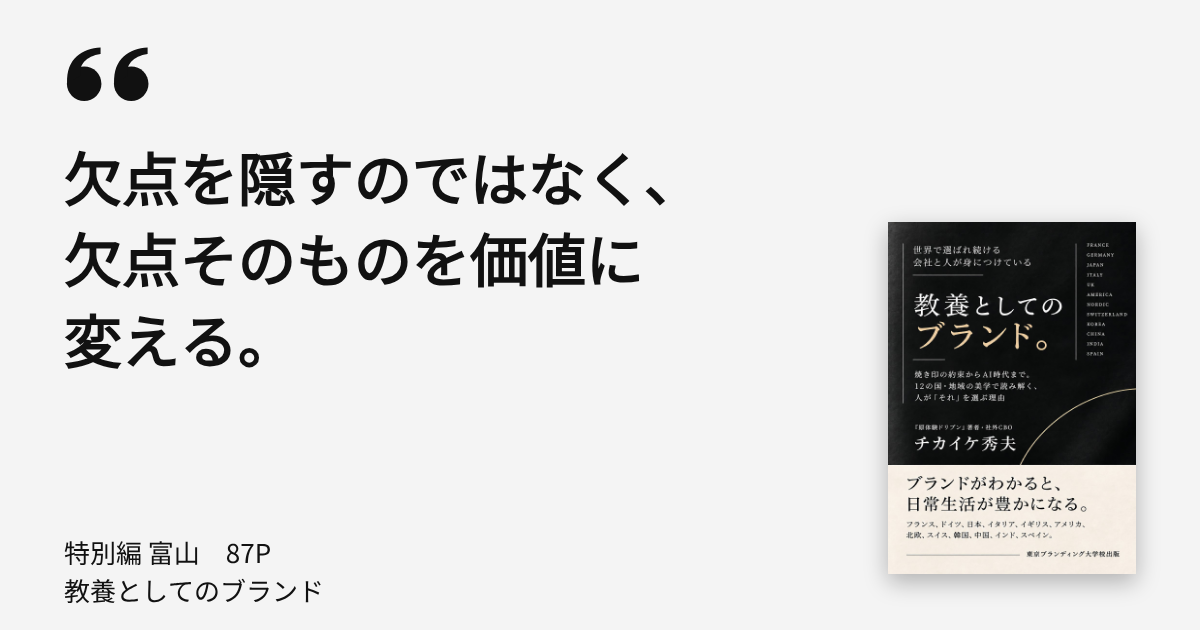 “
欠点を隠すのではなく、
欠点そのものを価値に
変える。
特別編 富山　87P
教養としてのブランド
世界で選ばれ続ける
会社と人が身につけている
教養としての
ブランド。
FRANCE
GERMANY
JAPAN
ITALY
UK
AMERICA
NORDIC
SWITZERLAND
KOREA
CHINA
INDIA
SPAIN
焼き印の約束からAI時代まで。
12の国・地域の美学で読み解く、
人が「それ」を選ぶ理由
『原体験ドリブン』著者・社外CBO
チカイケ秀夫
ブランドがわかると、
日常生活が豊かになる。
フランス、ドイツ、日本、イタリア、イギリス、アメリカ、
北欧、スイス、韓国、中国、インド、スペイン。
東京ブランディング大学校出版